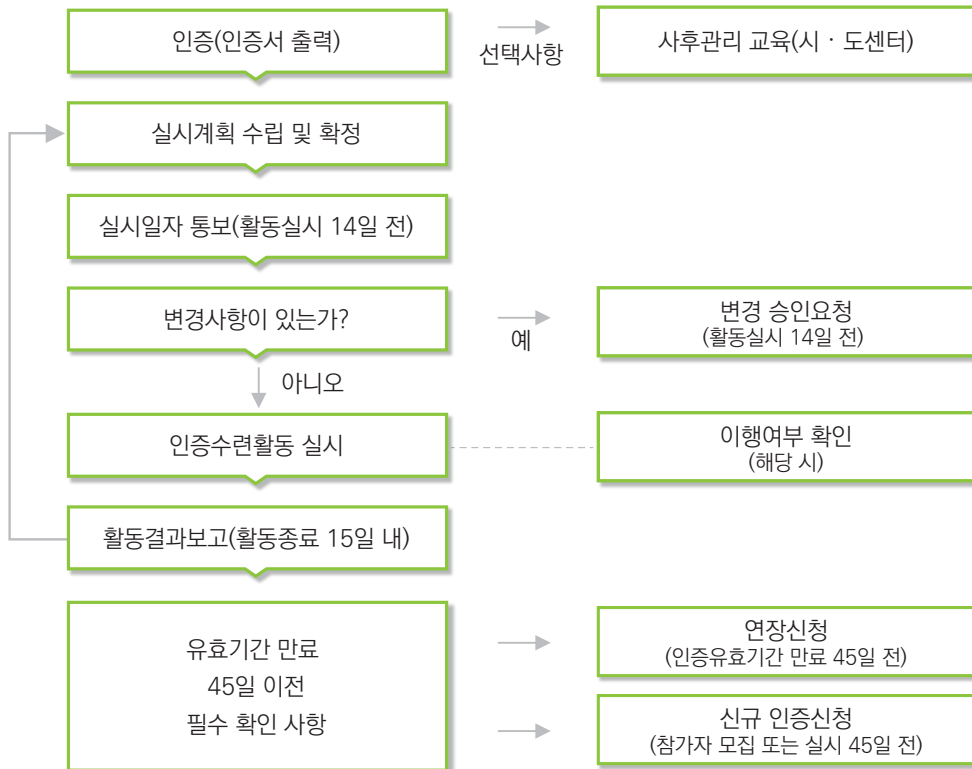 인증(인증서 출력)
선택사항
사후관리 교육(시 · 도센터)
실시계획 수립 및 확정
실시일자 통보(활동실시 14일 전)
변경사항이 있는가?
예
변경 승인요청
(활동실시 14일 전)
아니오
인증수련활동 실시
이행여부 확인
(해당 시)
활동결과보고(활동종료 15일 내)
유효기간 만료
45일 이전
필수 확인 사항
연장신청
(인증유효기간 만료 45일 전)
신규 인증신청
(참가자 모집 또는 실시 45일 전)